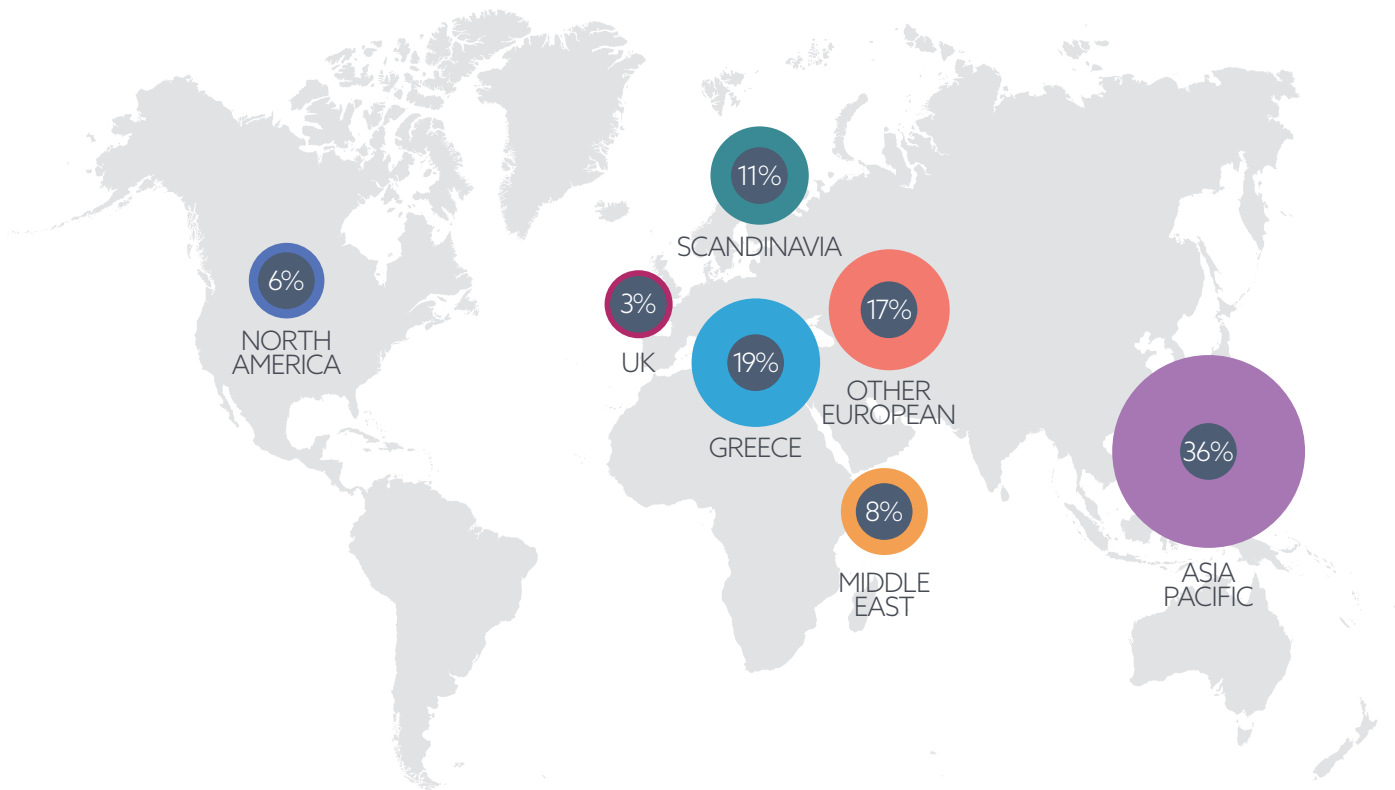 11%
SCANDINAVIA
6%
NORTH
AMERICA
3%
UK
19%
GREECE
17%
OTHER
EUROPEAN
36%
ASIA
PACIFIC
8%
MIDDLE
EAST